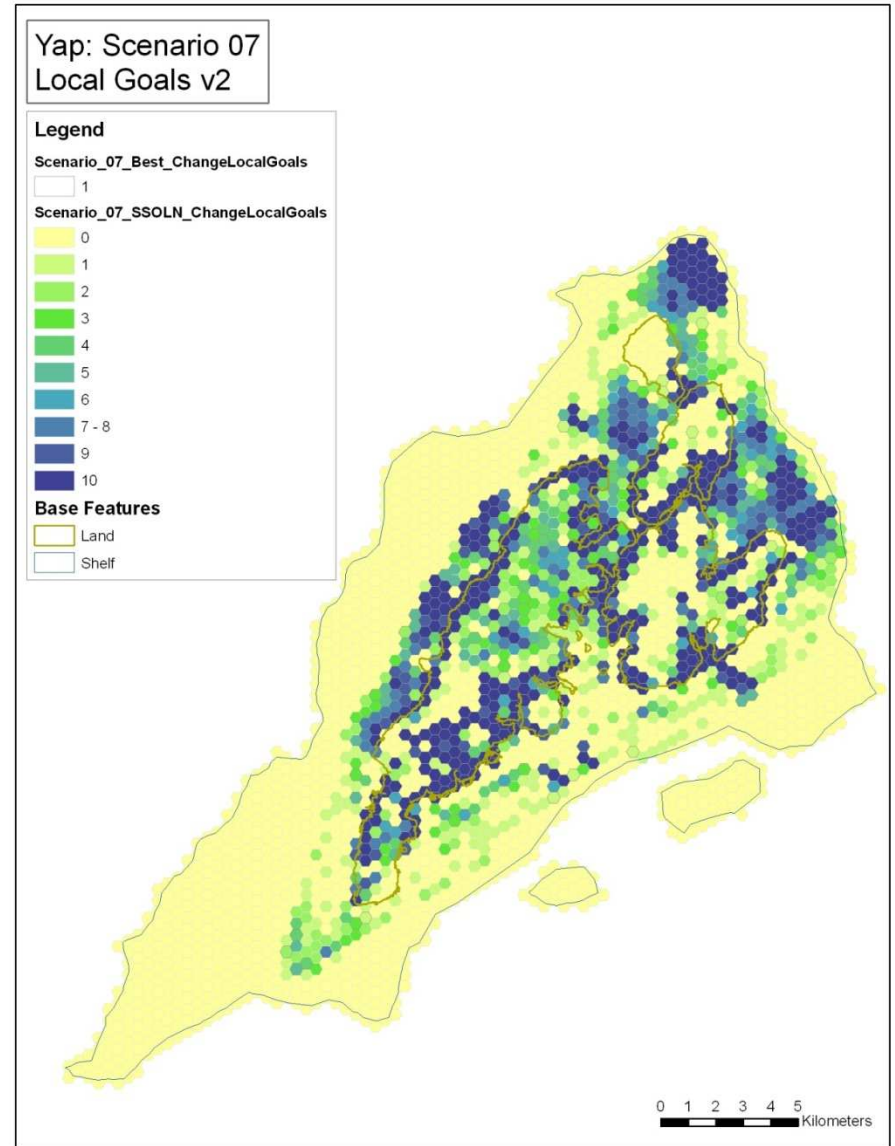 Yap: Scenario 07
Local Goals v2
Legend
Scenario_07_Best_ChangeLocalGoals
1
Scenario_07_SSOLN_ChangeLocalGoals
0
1
2
3
4
5
6
7 - 8
9
10
Base Features
Land
Shelf
0 1 2 3 4 5
Kilometers